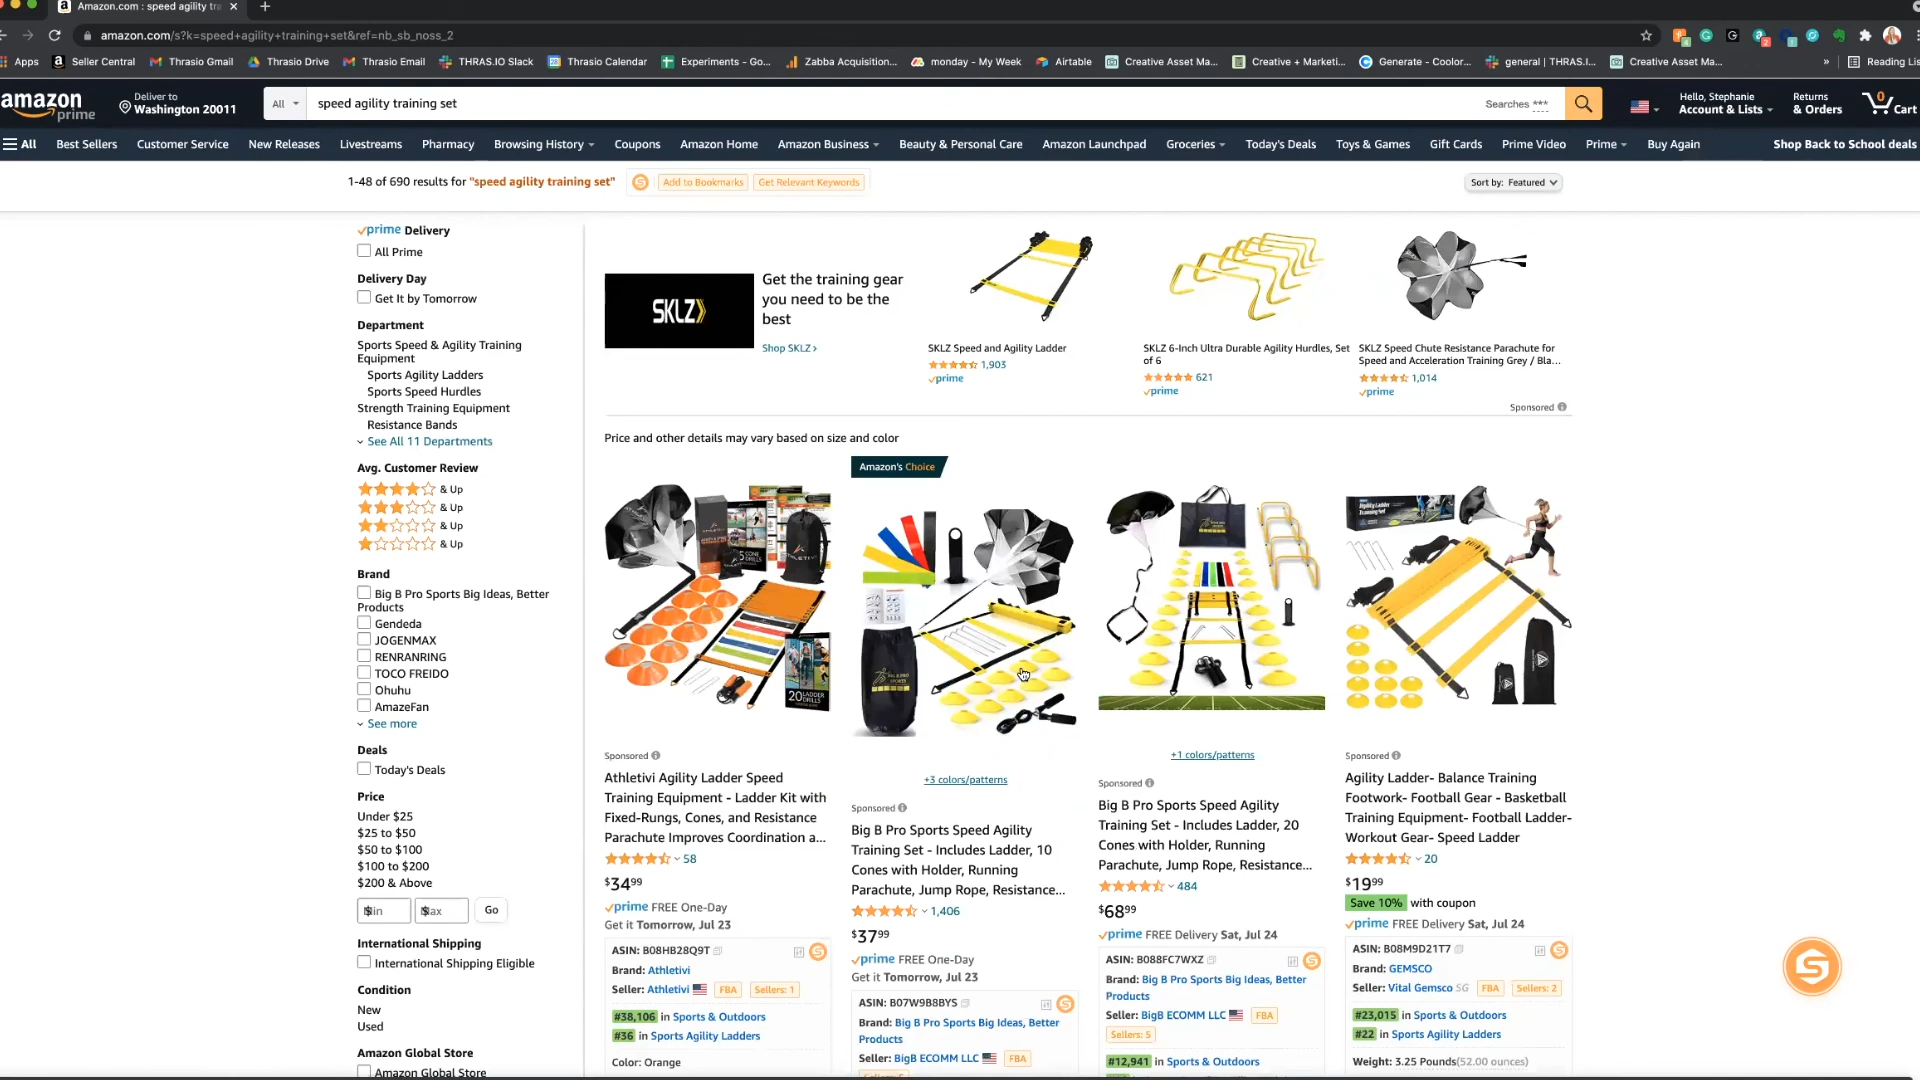 Amazon.com : speed agility tra
amazon.com/s?k=speed+agility+training+set&ref=nb_sb_noss_2
Apps Seller Central Thrasio Gmail Thrasio Drive Thrasio Email THRAS.IO Slack Thrasio Calendar Experiments - Go... Zabba Acquisition... monday - My Week Airtable Creative Asset Ma... Creative + Marketi... Generate - Coolor... general | THRAS.I... Creative Asset Ma... » Reading Lis
amazon prime
Deliver to
Washington 20011
All speed agility training set Searches ***
Hello, Stephanie
Account & Lists
Returns
& Orders
0
Cart
All Best Sellers Customer Service New Releases Livestreams Pharmacy Browsing History Coupons Amazon Home Amazon Business Beauty & Personal Care Amazon Launchpad Groceries Today's Deals Toys & Games Gift Cards Prime Video Prime Buy Again Shop Back to School deals
1-48 of 690 results for "speed agility training set" Add to Bookmarks Get Relevant Keywords Sort by: Featured
prime Delivery
All Prime
Delivery Day
Get It by Tomorrow
Department
Sports Speed & Agility Training
Equipment
Sports Agility Ladders
Sports Speed Hurdles
Strength Training Equipment
Resistance Bands
See All 11 Departments
Avg. Customer Review
& Up
& Up
& Up
& Up
Brand
Big B Pro Sports Big Ideas, Better
Products
Gendeda
JOGENMAX
RENRANRING
TOCO FREIDO
Ohuhu
AmazeFan
See more
Deals
Today's Deals
Price
Under $25
$25 to $50
$50 to $100
$100 to $200
$200 & Above
Go
International Shipping
International Shipping Eligible
Condition
New
Used
Amazon Global Store
Amazon Global Store
SKLZ
Get the training gear
you need to be the
best
Shop SKLZ ›
SKLZ Speed and Agility Ladder
1,903
prime
SKLZ 6-Inch Ultra Durable Agility Hurdles, Set
of 6
621
prime
SKLZ Speed Chute Resistance Parachute for
Speed and Acceleration Training Grey / Bla...
1,014
prime
Sponsored
Price and other details may vary based on size and color
Amazon's Choice
20
LADDER
Sponsored
Athletivi Agility Ladder Speed
Training Equipment - Ladder Kit with
Fixed-Rungs, Cones, and Resistance
Parachute Improves Coordination a...
58
$34.99
prime FREE One-Day
Get it Tomorrow, Jul 23
ASIN: B08HB28Q9T
Brand: Athletivi
Seller: Athletivi FBA Sellers: 1
#38,106 in Sports & Outdoors
#36 in Sports Agility Ladders
Color: Orange
BIG B PRO
SPORTS
+3 colors/patterns
Sponsored
Big B Pro Sports Speed Agility
Training Set - Includes Ladder, 10
Cones with Holder, Running
Parachute, Jump Rope, Resistance...
1,406
$37.99
prime FREE One-Day
Get it Tomorrow, Jul 23
ASIN: B07W9B8BYS
Brand: Big B Pro Sports Big Ideas, Better
Products
Seller: BigB ECOMM LLC FBA
+1 colors/patterns
Sponsored
Big B Pro Sports Speed Agility
Training Set - Includes Ladder, 20
Cones with Holder, Running
Parachute, Jump Rope, Resistance...
484
$68.99
prime FREE Delivery Sat, Jul 24
ASIN: B088FC7WXZ
Brand: Big B Pro Sports Big Ideas, Better
Products
Seller: BigB ECOMM LLC FBA
Sellers: 5
#12,941 in Sports & Outdoors
Agility Ladder
Training Set
Sponsored
Agility Ladder- Balance Training
Footwork- Football Gear - Basketball
Training Equipment- Football Ladder-
Workout Gear- Speed Ladder
20
$19.99
Save 10% with coupon
prime FREE Delivery Sat, Jul 24
ASIN: B08M9D21T7
Brand: GEMSCO
Seller: Vital Gemsco SG FBA Sellers: 2
#23,015 in Sports & Outdoors
#22 in Sports Agility Ladders
Weight: 3.25 Pounds(52.00 ounces)